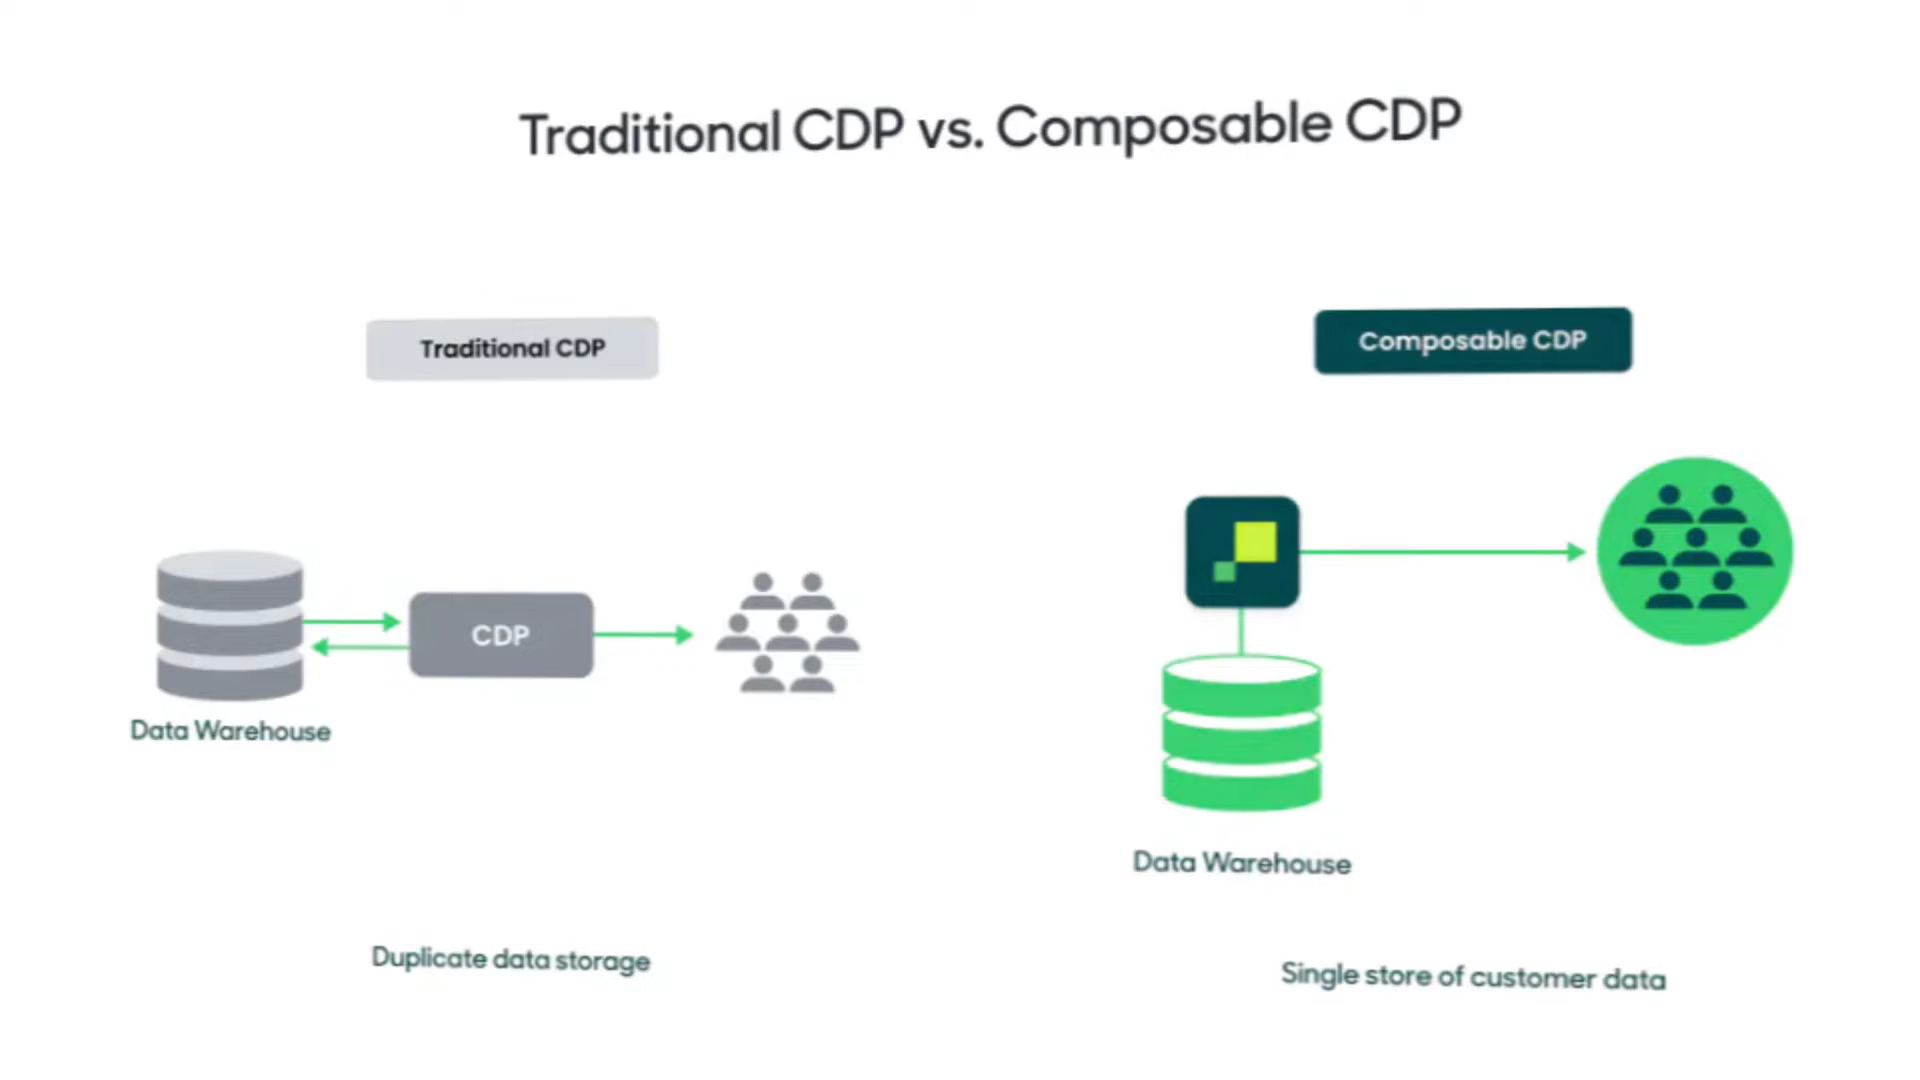 Traditional CDP vs. Composable CDP
Traditional CDP
Composable CDP
CDP
Data Warehouse
Data Warehouse
Duplicate data storage
Single store of customer data